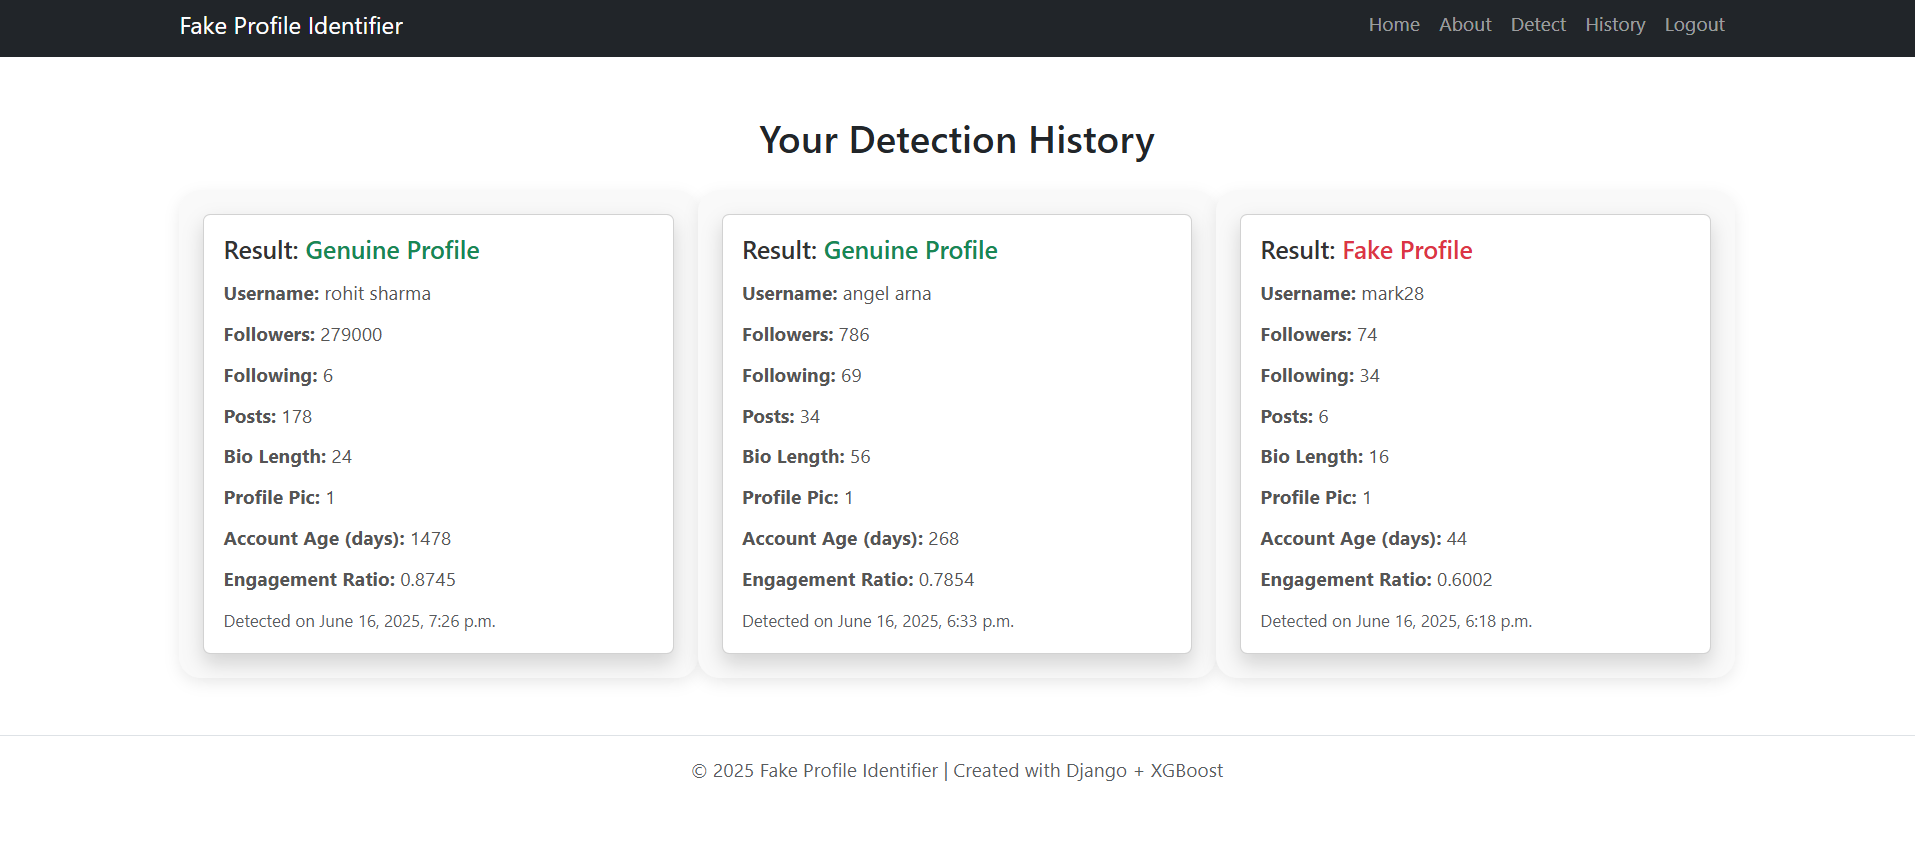 Fake Profile Identifier
Home About Detect History Logout
Your Detection History
Result: Genuine Profile
Username: rohit sharma
Followers: 279000
Following: 6
Posts: 178
Bio Length: 24
Profile Pic: 1
Account Age (days): 1478
Engagement Ratio: 0.8745
Detected on June 16, 2025, 7:26 p.m.
Result: Genuine Profile
Username: angel arna
Followers: 786
Following: 69
Posts: 34
Bio Length: 56
Profile Pic: 1
Account Age (days): 268
Engagement Ratio: 0.7854
Detected on June 16, 2025, 6:33 p.m.
Result: Fake Profile
Username: mark28
Followers: 74
Following: 34
Posts: 6
Bio Length: 16
Profile Pic: 1
Account Age (days): 44
Engagement Ratio: 0.6002
Detected on June 16, 2025, 6:18 p.m.
© 2025 Fake Profile Identifier | Created with Django + XGBoost